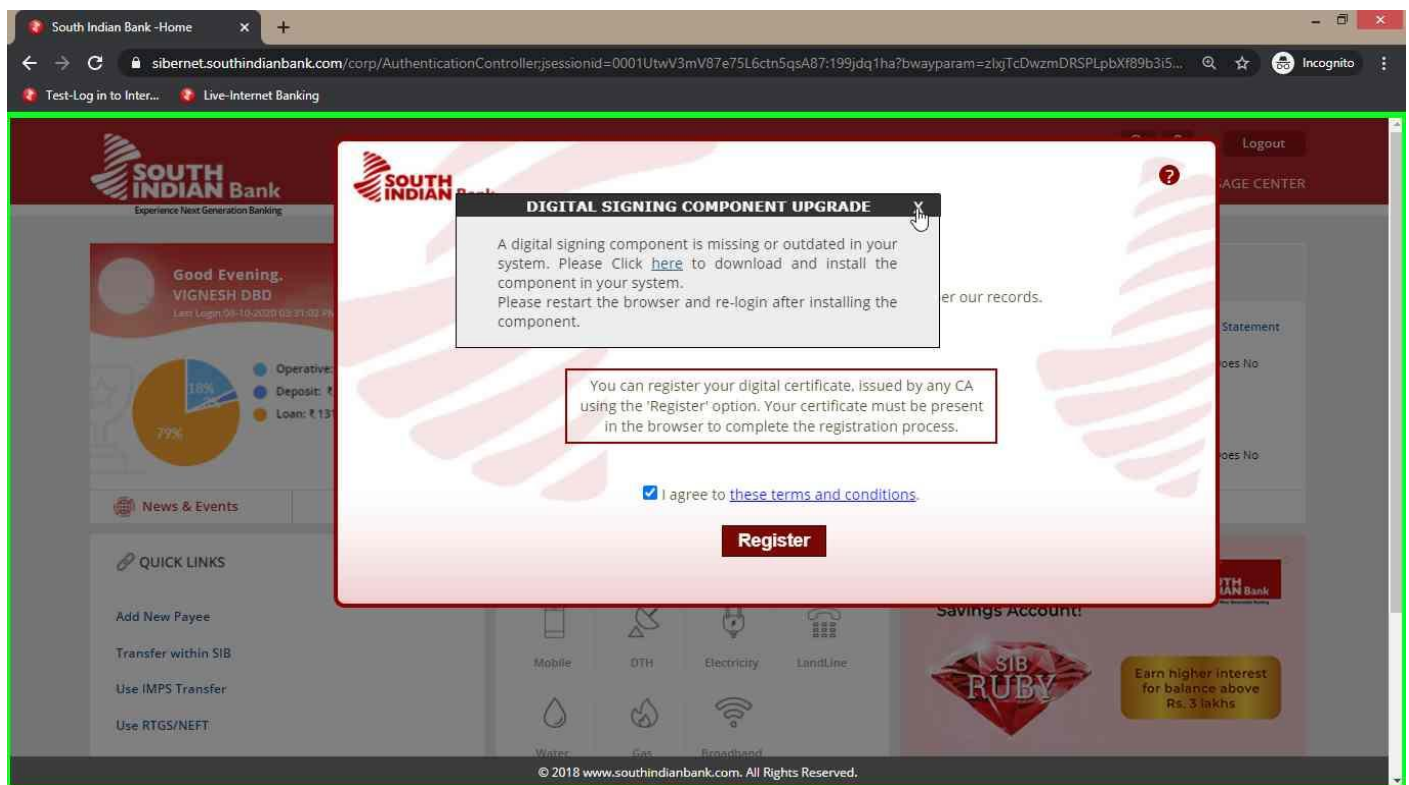 South Indian Bank -Home
sibernet.southindianbank.com/corp/AuthenticationController;jsessionid=0001UtwV3mV87e75L6ctn5qsA87:199jdq1ha?bwayparam=zlxjTcDwzmDRSPLpbXf89b3i5...
Incognito
Test-Log in to Inter...
Live-Internet Banking
SOUTH
INDIAN Bank
Experience Next Generation Banking
Logout
SAGE CENTER
SOUTH
INDIAN Bank
DIGITAL SIGNING COMPONENT UPGRADE X
A digital signing component is missing or outdated in your
system. Please Click here to download and install the
component in your system.
Please restart the browser and re-login after installing the
component.
er our records.
Good Evening,
VIGNESH DBD
Statement
Does No
Operative:
Deposit: ₹
Loan: ₹ 131
18%
79%
You can register your digital certificate, issued by any CA
using the 'Register' option. Your certificate must be present
in the browser to complete the registration process.
Does No
I agree to these terms and conditions.
News & Events
Register
QUICK LINKS
Add New Payee
Transfer within SIB
Use IMPS Transfer
Use RTGS/NEFT
Mobile
DTH
Electricity
LandLine
Water
Gas
Broadband
Savings Account!
SIB
RUBY
Earn higher interest
for balance above
Rs. 3 lakhs
© 2018 www.southindianbank.com. All Rights Reserved.